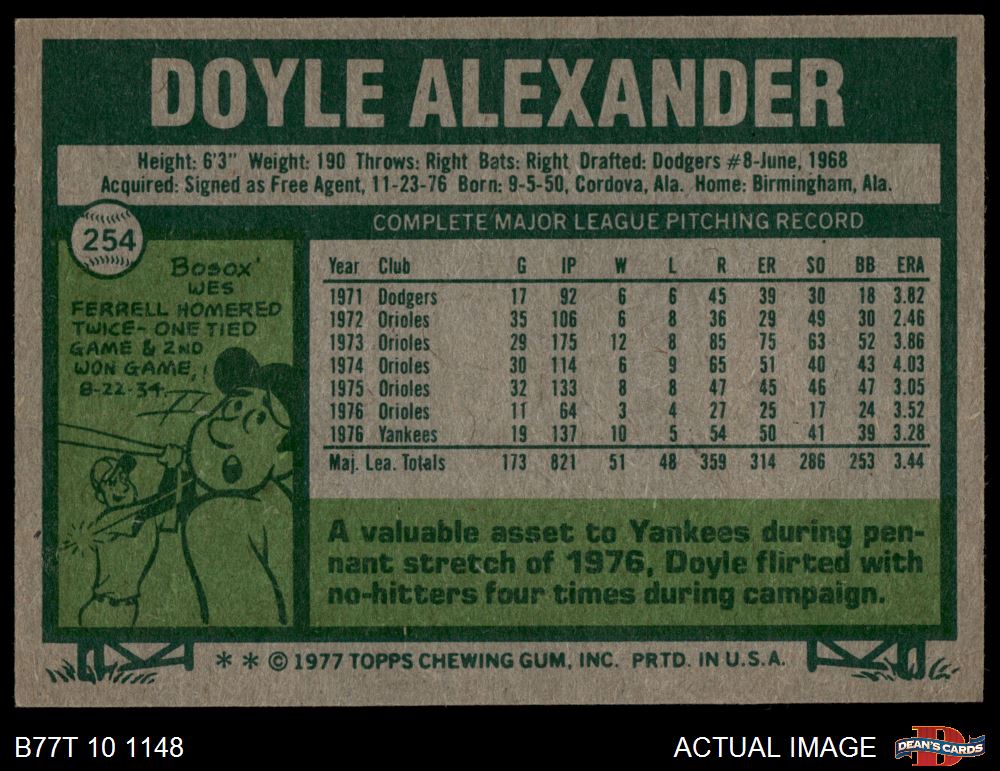 DOYLE ALEXANDER
Height: 6'3" Weight: 190 Throws: Right Bats: Right Drafted: Dodgers #8-June, 1968
Acquired: Signed as Free Agent, 11-23-76 Born: 9-5-50, Cordova, Ala. Home: Birmingham, Ala.
254
BOSOX'
WES
FERRELL HOMERED
TWICE- ONE TIED
GAME & 2ND
WON GAME,
8-22-34.
COMPLETE MAJOR LEAGUE PITCHING RECORD
Year Club G IP W L R ER SO BB ERA
1971 Dodgers 17 92 6 6 45 39 30 18 3.82
1972 Orioles 35 106 6 8 36 29 49 30 2.46
1973 Orioles 29 175 12 8 85 75 63 52 3.86
1974 Orioles 30 114 6 9 65 51 40 43 4.03
1975 Orioles 32 133 8 8 47 45 46 47 3.05
1976 Orioles 11 64 3 4 27 25 17 24 3.52
1976 Yankees 19 137 10 5 54 50 41 39 3.28
Maj. Lea. Totals 173 821 51 48 359 314 286 253 3.44
A valuable asset to Yankees during pen-
nant stretch of 1976, Doyle flirted with
no-hitters four times during campaign.
* * © 1977 TOPPS CHEWING GUM, INC. PRTD. IN U.S.A.
B77T 10 1148
ACTUAL IMAGE
D
DEAN'S CARDS